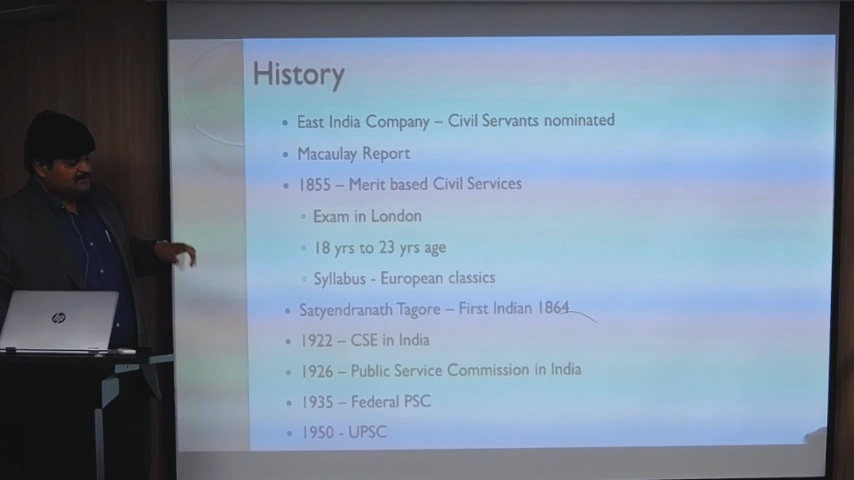 History
East India Company – Civil Servants nominated
Macaulay Report
1855 – Merit based Civil Services
Exam in London
18 yrs to 23 yrs age
Syllabus - European classics
Satyendranath Tagore – First Indian 1864
1922 – CSE in India
1926 – Public Service Commission in India
1935 – Federal PSC
1950 - UPSC
hp